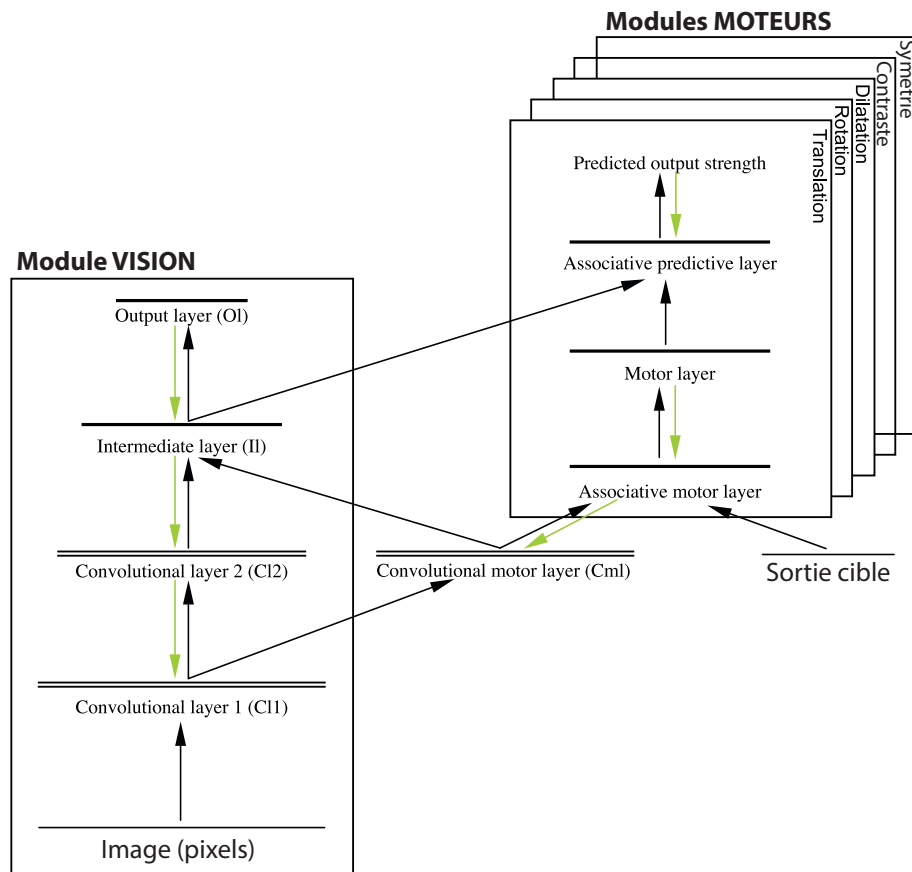 Modules MOTEURS
Symetrie
Contraste
Dilatation
Rotation
Translation
Predicted output strength
Associative predictive layer
Motor layer
Associative motor layer
Module VISION
Output layer (Ol)
Intermediate layer (Il)
Convolutional layer 2 (Cl2)
Convolutional motor layer (Cml)
Sortie cible
Convolutional layer 1 (Cl1)
Image (pixels)